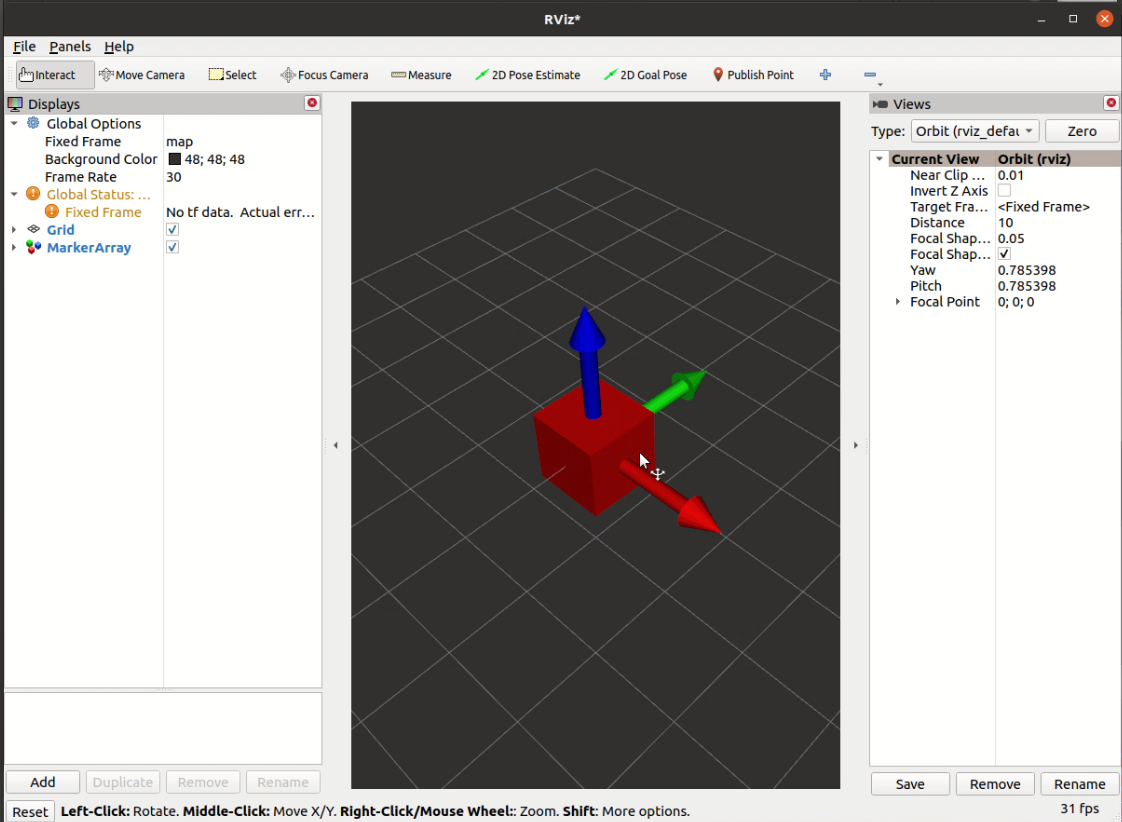 RViz*
File Panels Help
Interact Move Camera Select Focus Camera Measure 2D Pose Estimate 2D Goal Pose Publish Point
Displays
Global Options
Fixed Frame map
Background Color 48; 48; 48
Frame Rate 30
Global Status: ...
Fixed Frame No tf data. Actual err...
Grid
MarkerArray
Add Duplicate Remove Rename
Reset Left-Click: Rotate. Middle-Click: Move X/Y. Right-Click/Mouse Wheel:: Zoom. Shift: More options.
Views
Type: Orbit (rviz_defau Zero
Current View Orbit (rviz)
Near Clip ... 0.01
Invert Z Axis
Target Fra... <Fixed Frame>
Distance 10
Focal Shap... 0.05
Focal Shap...
Yaw 0.785398
Pitch 0.785398
Focal Point 0; 0; 0
Save Remove Rename
31 fps